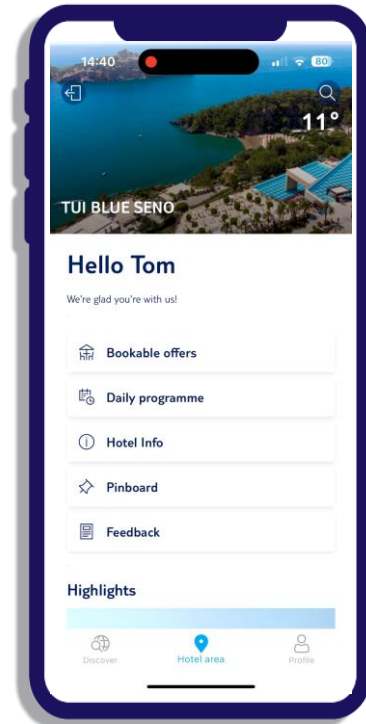 14:40
80
11°
TUI BLUE SENO
Hello Tom
We're glad you're with us!
Bookable offers
Daily programme
Hotel Info
Pinboard
Feedback
Highlights
Discover
Hotel area
Profile